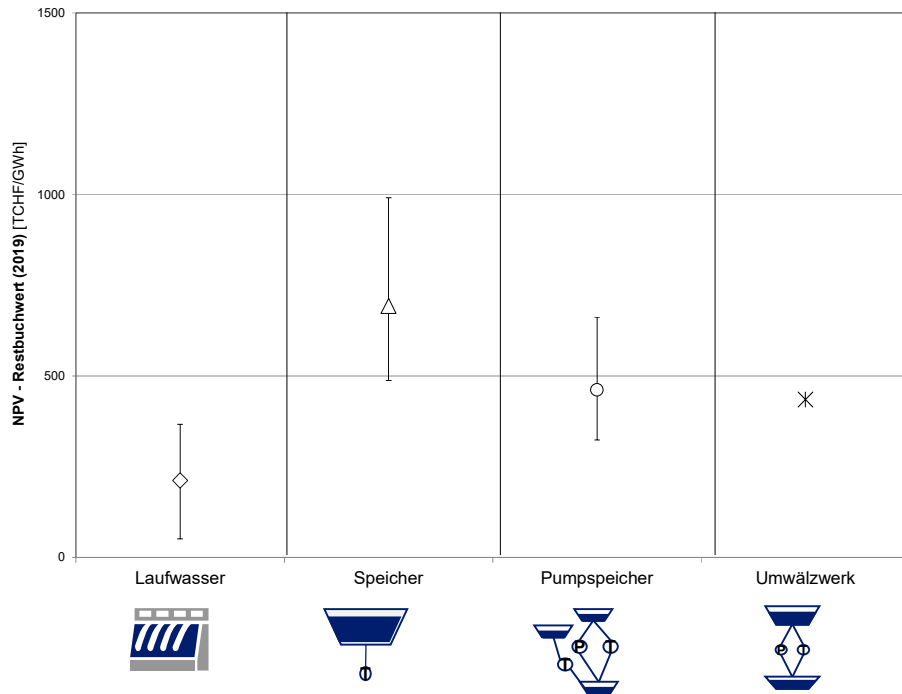 NPV - Restbuchwert (2019) [TCHF/GWh]
1500
1000
500
0
Laufwasser
Speicher
Pumpspeicher
Umwälzwerk
T
P
T
T
P
T